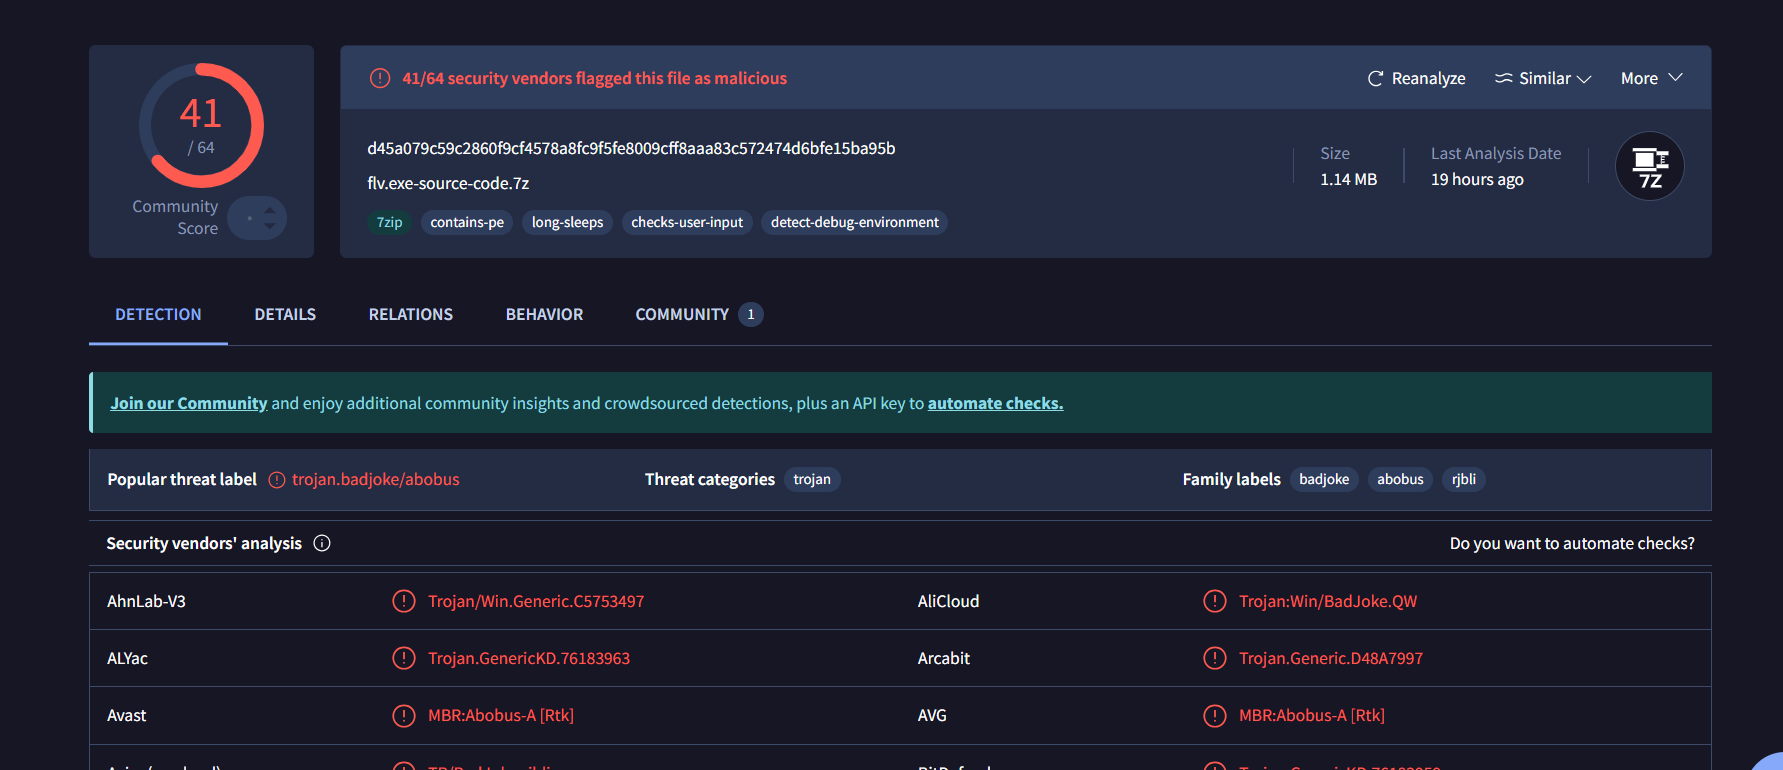 41
/ 64
Community
Score
41/64 security vendors flagged this file as malicious
Reanalyze
Similar
More
d45a079c59c2860f9cf4578a8fc9f5fe8009cff8aaa83c572474d6bfe15ba95b
flv.exe-source-code.7z
7zip contains-pe long-sleeps checks-user-input detect-debug-environment
Size
1.14 MB
Last Analysis Date
19 hours ago
7Z
DETECTION DETAILS RELATIONS BEHAVIOR COMMUNITY 1
Join our Community and enjoy additional community insights and crowdsourced detections, plus an API key to automate checks.
Popular threat label trojan.badjoke/abobus Threat categories trojan Family labels badjoke abobus rjbli
Security vendors' analysis Do you want to automate checks?
AhnLab-V3 Trojan/Win.Generic.C5753497 AliCloud Trojan:Win/BadJoke.QW
ALYac Trojan.GenericKD.76183963 Arcabit Trojan.Generic.D48A7997
Avast MBR:Abobus-A [Rtk] AVG MBR:Abobus-A [Rtk]